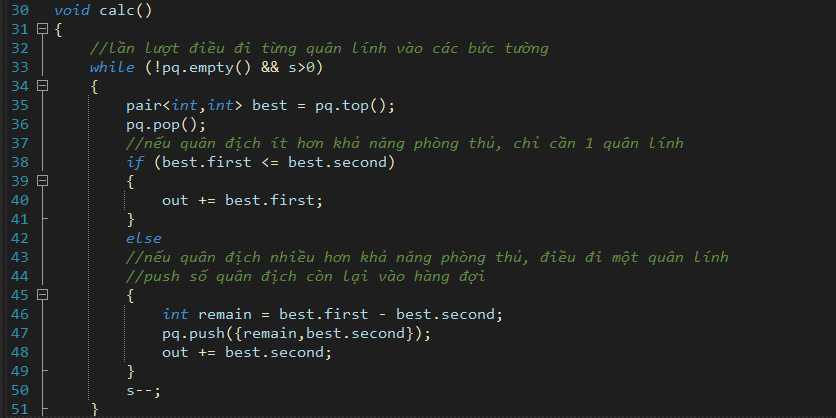 30 void calc()
31 {
32 //lần lượt điều đi từng quân lính vào các bức tường
33 while (!pq.empty() && s>0)
34 {
35 pair<int,int> best = pq.top();
36 pq.pop();
37 //nếu quân địch ít hơn khả năng phòng thủ, chỉ cần 1 quân lính
38 if (best.first <= best.second)
39 {
40 out += best.first;
41 }
42 else
43 //nếu quân địch nhiều hơn khả năng phòng thủ, điều đi một quân lính
44 //push số quân địch còn lại vào hàng đợi
45 {
46 int remain = best.first - best.second;
47 pq.push({remain,best.second});
48 out += best.second;
49 }
50 s--;
51 }